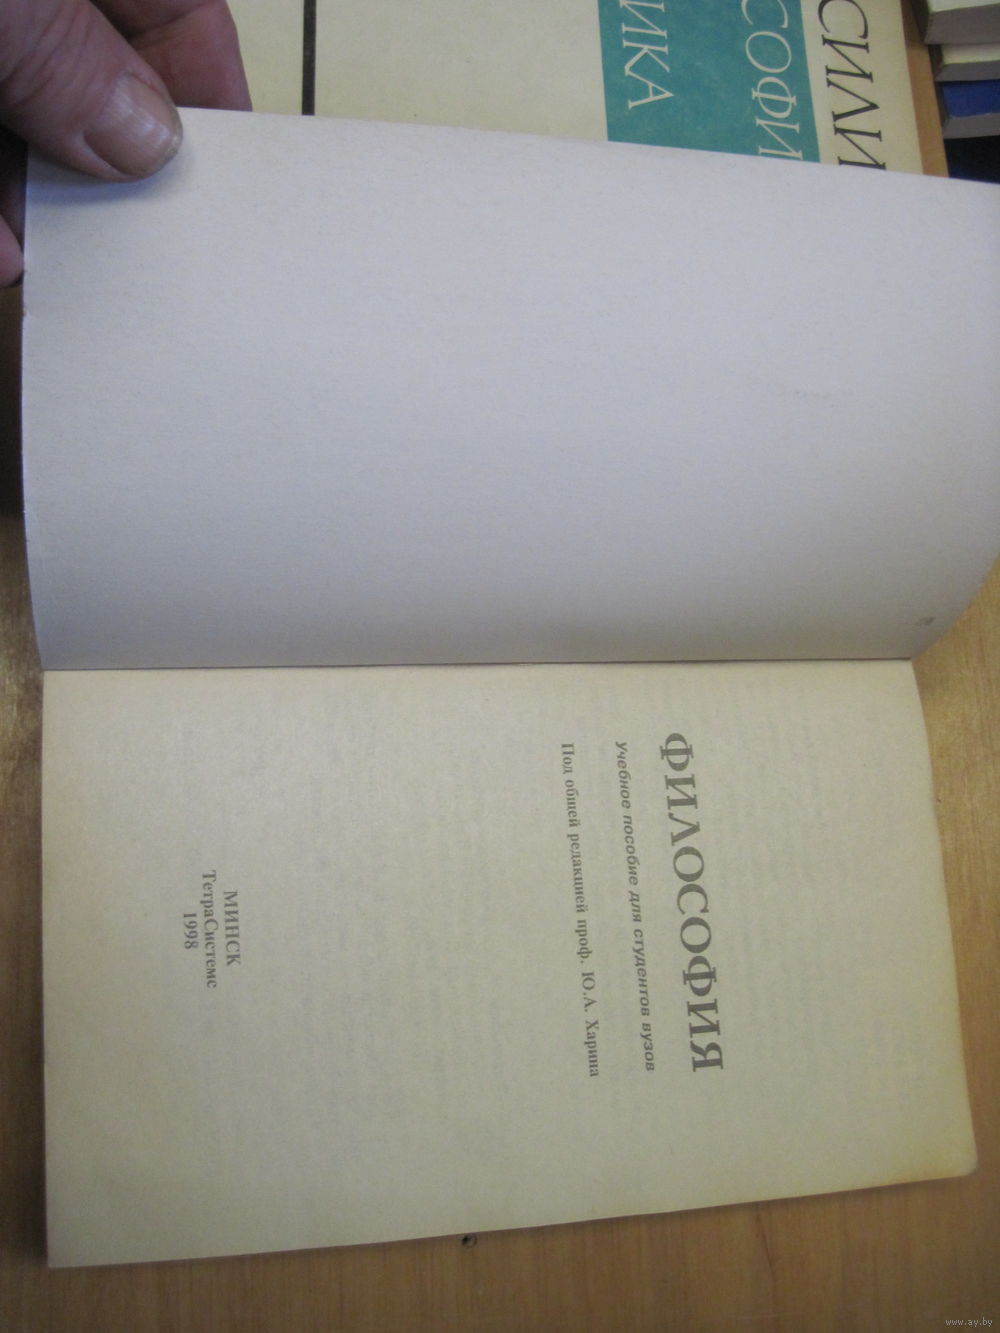 ФИЛОСОФИЯ
Учебное пособие для студентов вузов
Под общей редакцией проф. Ю.А. Харина
МИНСК
ТетраСистемс
1998
СИЛИ
СОФИ
ИКА
www.ay.by